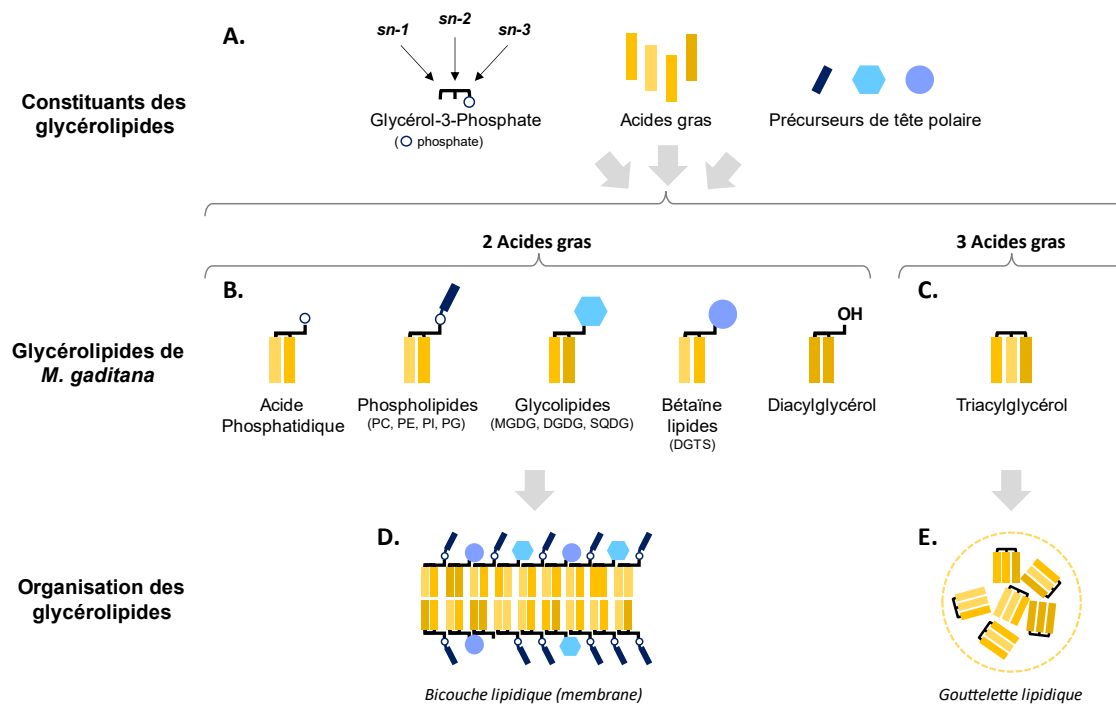 A.
sn-1
sn-2
sn-3
Constituants des
glycérolipides
Glycérol-3-Phosphate
( phosphate)
Acides gras
Précurseurs de tête polaire
2 Acides gras
3 Acides gras
B.
C.
OH
Glycérolipides de
M. gaditana
Acide
Phosphatidique
Phospholipides
(PC, PE, PI, PG)
Glycolipides
(MGDG, DGDG, SQDG)
Bétaïne
lipides
(DGTS)
Diacylglycérol
Triacylglycérol
D.
E.
Organisation des
glycérolipides
Bicouche lipidique (membrane)
Gouttelette lipidique